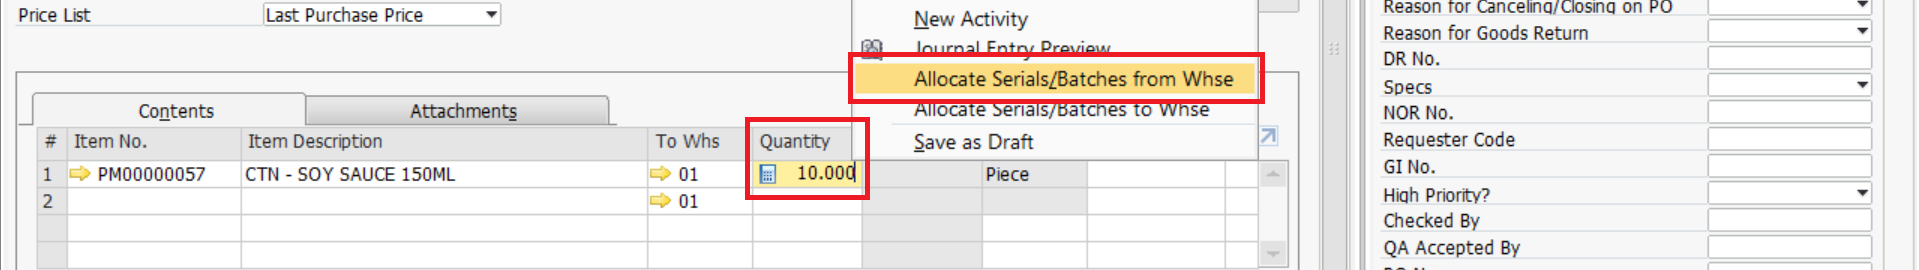 Price List Last Purchase Price
New Activity
Journal Entry Preview
Allocate Serials/Batches from Whse
Allocate Serials/Batches to Whse
Save as Draft
Contents Attachments
# Item No. Item Description To Whs Quantity
1 PM00000057 CTN - SOY SAUCE 150ML 01 10.000 Piece
2 01
Reason for Canceling/Closing on PO
Reason for Goods Return
DR No.
Specs
NOR No.
Requester Code
GI No.
High Priority?
Checked By
QA Accepted By